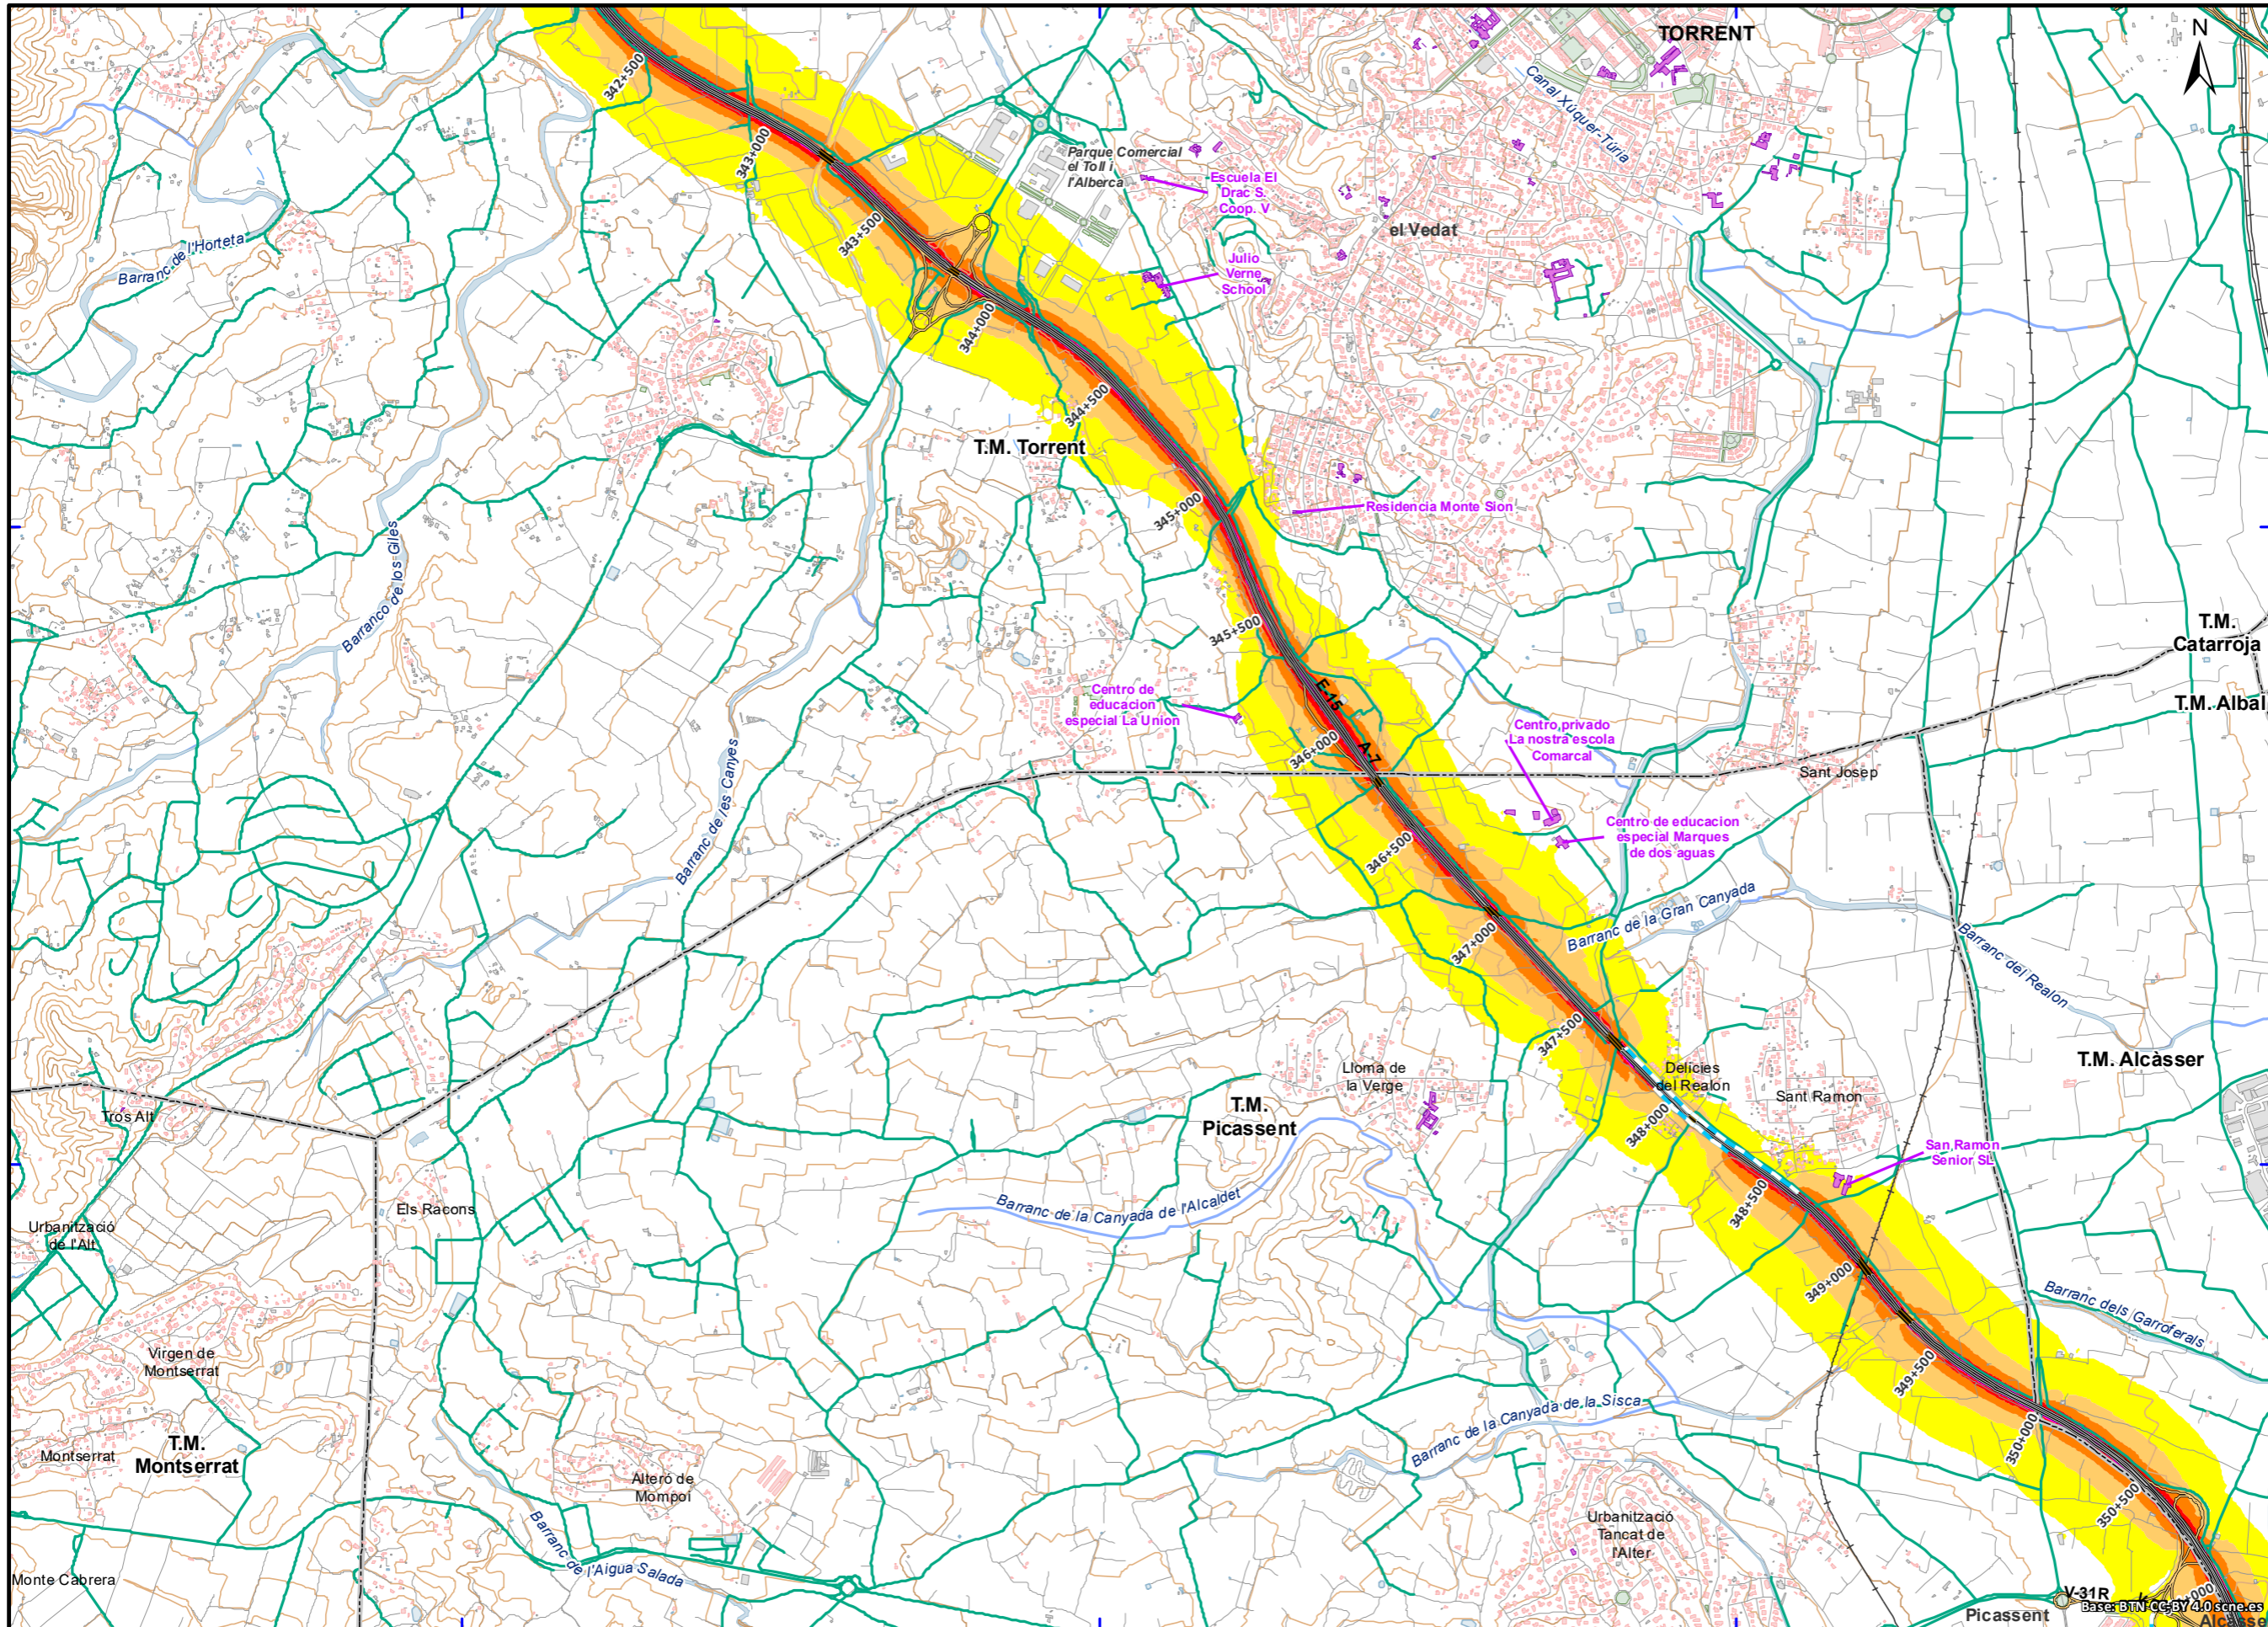 TORRENT
N
342+500
Canal Xúquer-Túria
343+000
Parque Comercial
el Toll i
l'Alberca
Escuela El
Drac S.
Coop. V
343+500
el Vedat
Barranc de l'Horteta
Julio
Verne
School
344+000
344+500
T.M. Torrent
345+000
Residencia Monte Sion
Barranco de los Giles
345+500
T.M.
Catarroja
E-15
Centro de
educacion
especial La Union
T.M. Albal
Centro privado
La nostra escola
Comarcal
346+000
A-7
Sant Josep
Barranc de les Canyes
346+500
Centro de educacion
especial Marques
de dos aguas
Barranc de la Gran Canyada
347+000
Barranc del Realon
347+500
Lloma de
la Verge
Delicies
del Realon
T.M. Alcàsser
Sant Ramon
Tros Alt
T.M.
Picassent
348+000
San Ramon
Senior SL
Els Racons
Barranc de la Canyada de l'Alcaldet
348+500
Urbanització
de l'Alt
349+000
Barranc dels Garroferals
Virgen de
Montserrat
349+500
Barranc de la Canyada de la Sisca
T.M.
Montserrat
Montserrat
350+000
Alteró de
Mompoi
350+500
Urbanització
Tancat de
l'Alter
Barranc de l'Aigua Salada
Monte Cabrera
V-31R
Base: BTN CC-BY 4.0 scne.es
Picassent